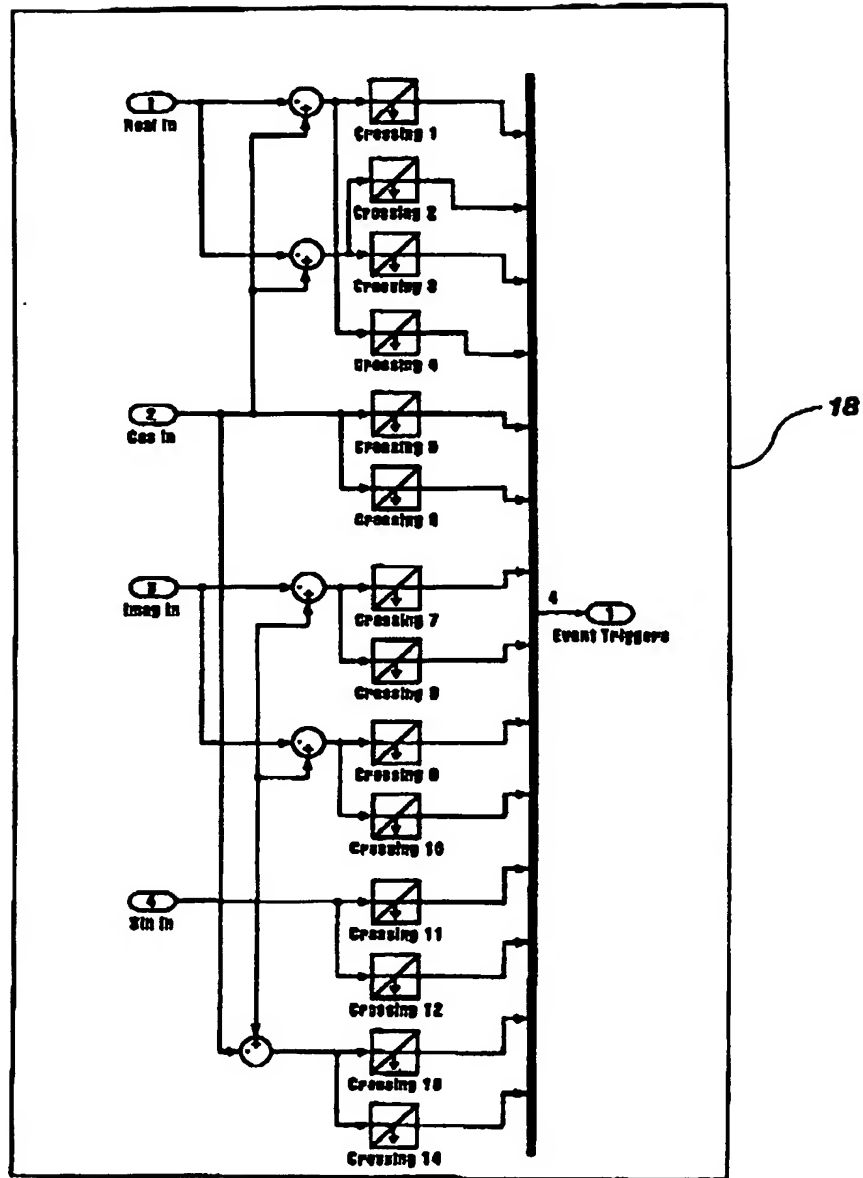 1
Real In
Crossing 1
Crossing 2
Crossing 3
Crossing 4
2
Cos In
Crossing 5
Crossing 6
18
3
Imag In
Crossing 7
4
1
Event Triggers
Crossing 8
Crossing 9
Crossing 10
4
Sin In
Crossing 11
Crossing 12
Crossing 13
Crossing 14